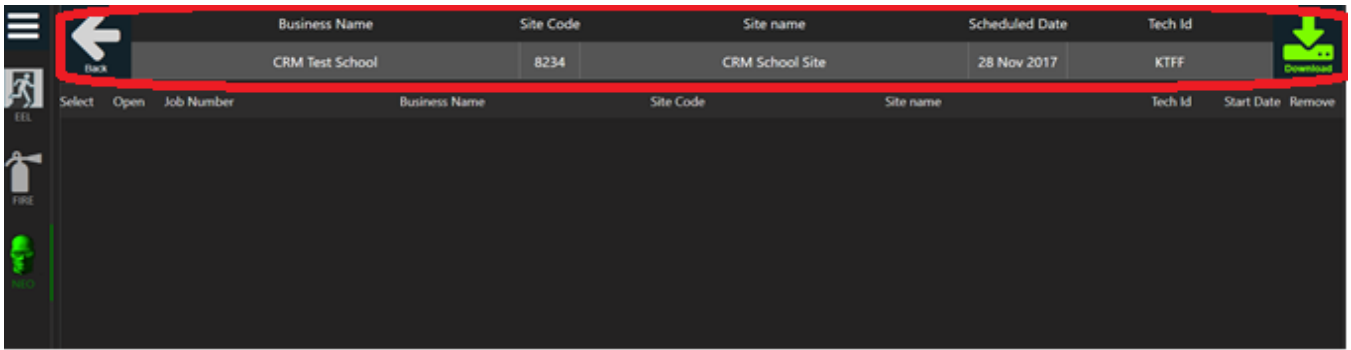 Business Name Site Code Site name Scheduled Date Tech Id
Back CRM Test School 8234 CRM School Site 28 Nov 2017 KTFF Download
Select Open Job Number Business Name Site Code Site name Tech Id Start Date Remove
EEL
FIRE
NEO